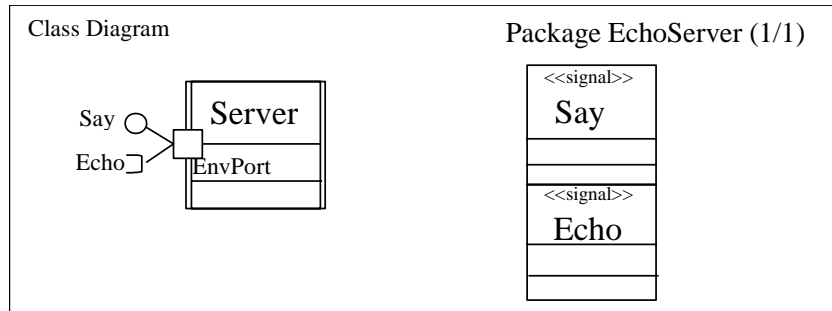 Class Diagram
Package EchoServer (1/1)
<<signal>>
Say
Server
Say
Echo
EnvPort
<<signal>>
Echo